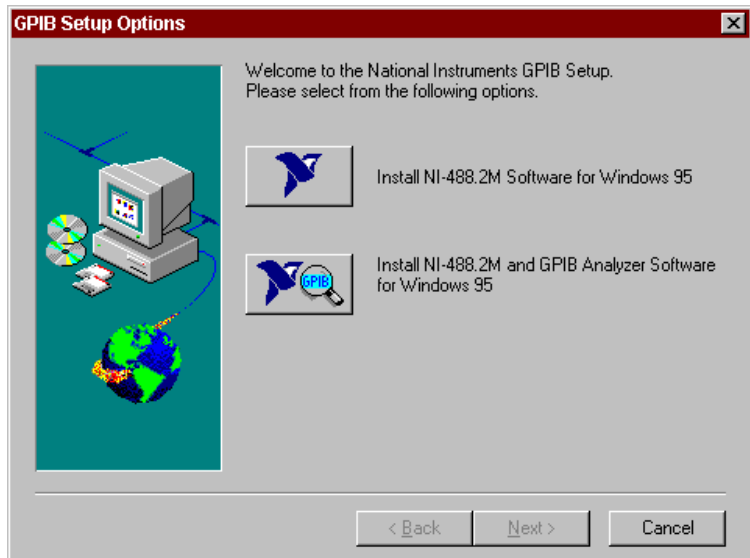 GPIB Setup Options
Welcome to the National Instruments GPIB Setup.
Please select from the following options.
Install NI-488.2M Software for Windows 95
GPIB
Install NI-488.2M and GPIB Analyzer Software
for Windows 95
< Back
Next >
Cancel